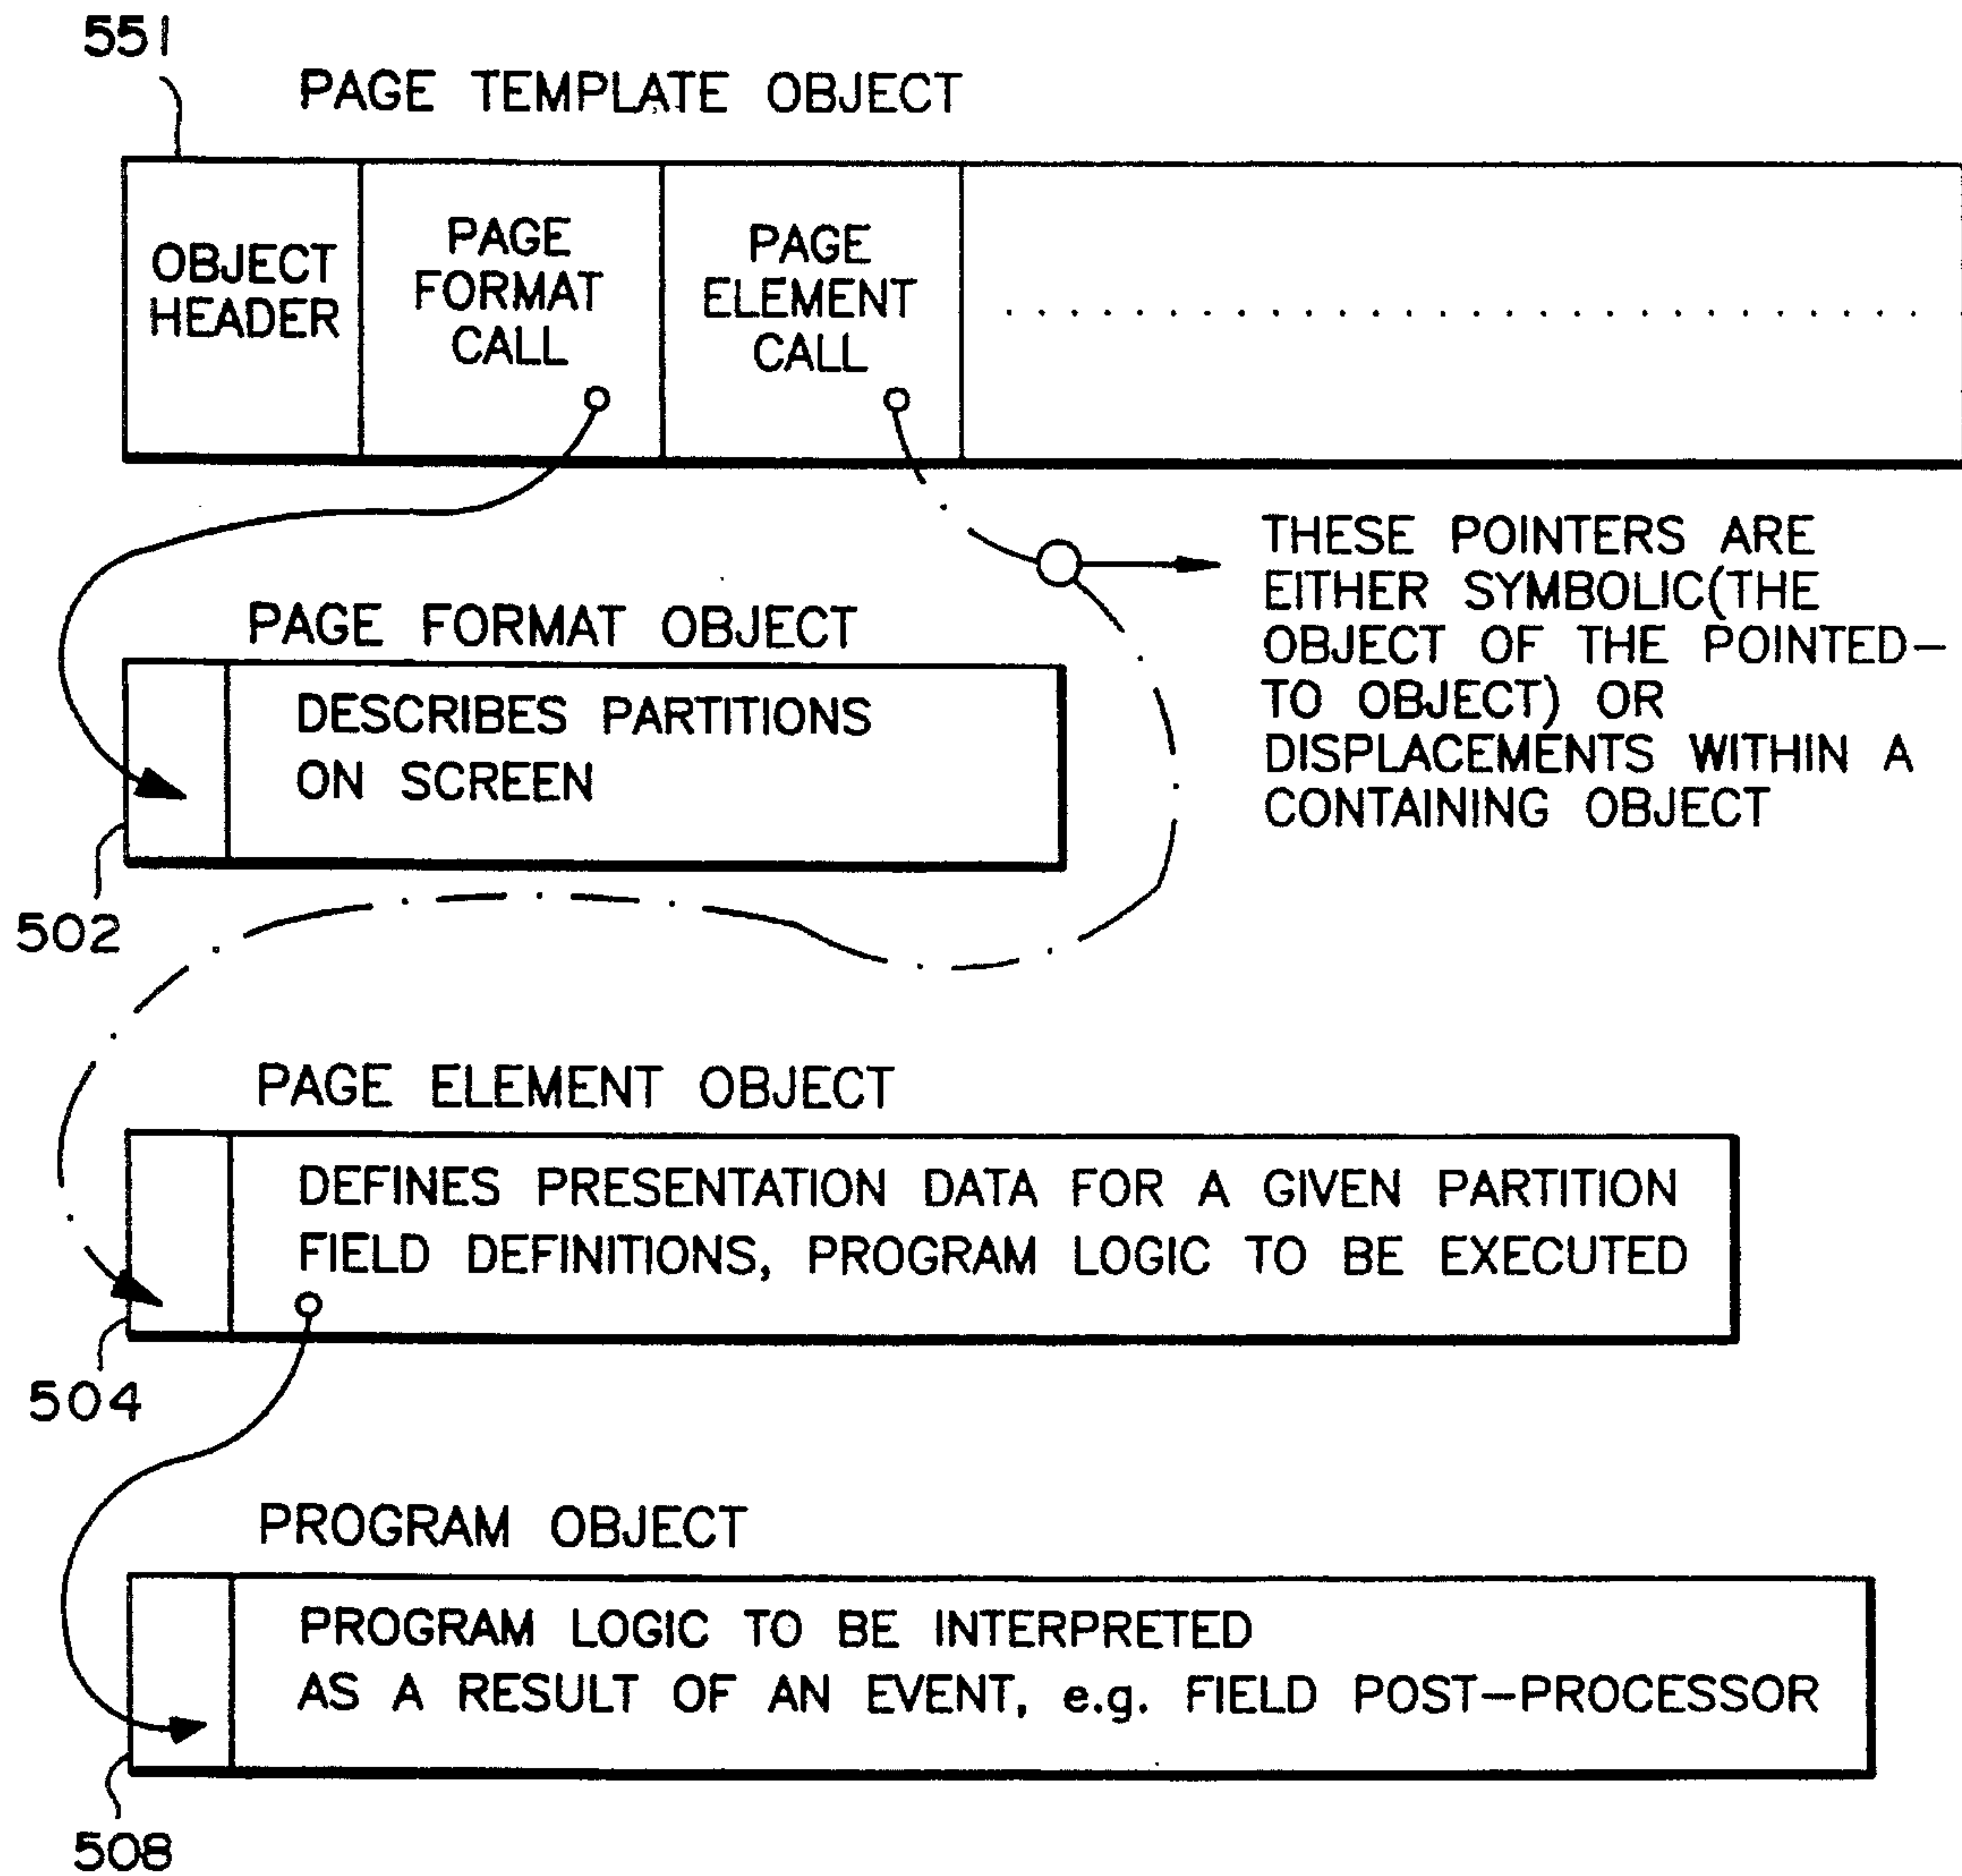 551
PAGE TEMPLATE OBJECT
OBJECT
HEADER
PAGE
FORMAT
CALL
PAGE
ELEMENT
CALL
THESE POINTERS ARE
EITHER SYMBOLIC(THE
OBJECT OF THE POINTED-
TO OBJECT) OR
DISPLACEMENTS WITHIN A
CONTAINING OBJECT
PAGE FORMAT OBJECT
DESCRIBES PARTITIONS
ON SCREEN
502
PAGE ELEMENT OBJECT
DEFINES PRESENTATION DATA FOR A GIVEN PARTITION
FIELD DEFINITIONS, PROGRAM LOGIC TO BE EXECUTED
504
PROGRAM OBJECT
PROGRAM LOGIC TO BE INTERPRETED
AS A RESULT OF AN EVENT, e.g. FIELD POST-PROCESSOR
508